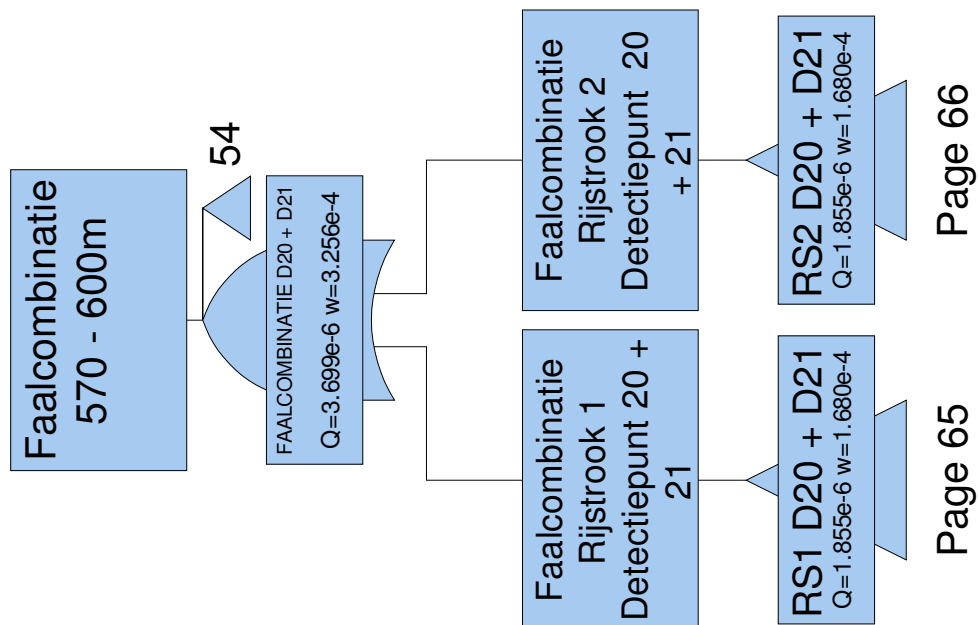 Faalcombinatie
570 - 600m
54
FAALCOMBINATIE D20 + D21
Q=3.699e-6 w=3.256e-4
Faalcombinatie
Rijstrook 1
Detectiepunt 20 +
21
RS1 D20 + D21
Q=1.855e-6 w=1.680e-4
Page 65
Faalcombinatie
Rijstrook 2
Detectiepunt 20
+ 21
RS2 D20 + D21
Q=1.855e-6 w=1.680e-4
Page 66